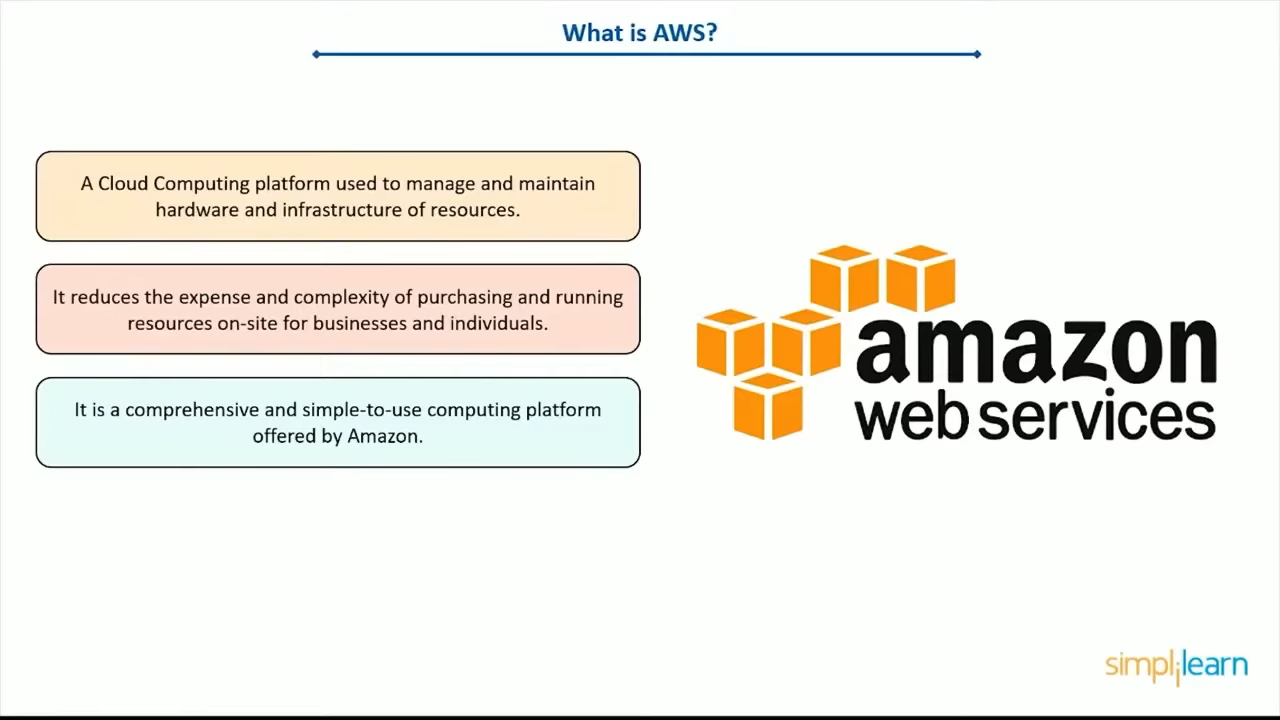 What is AWS?
A Cloud Computing platform used to manage and maintain
hardware and infrastructure of resources.
It reduces the expense and complexity of purchasing and running
resources on-site for businesses and individuals.
It is a comprehensive and simple-to-use computing platform
offered by Amazon.
amazon
web services
simplilearn